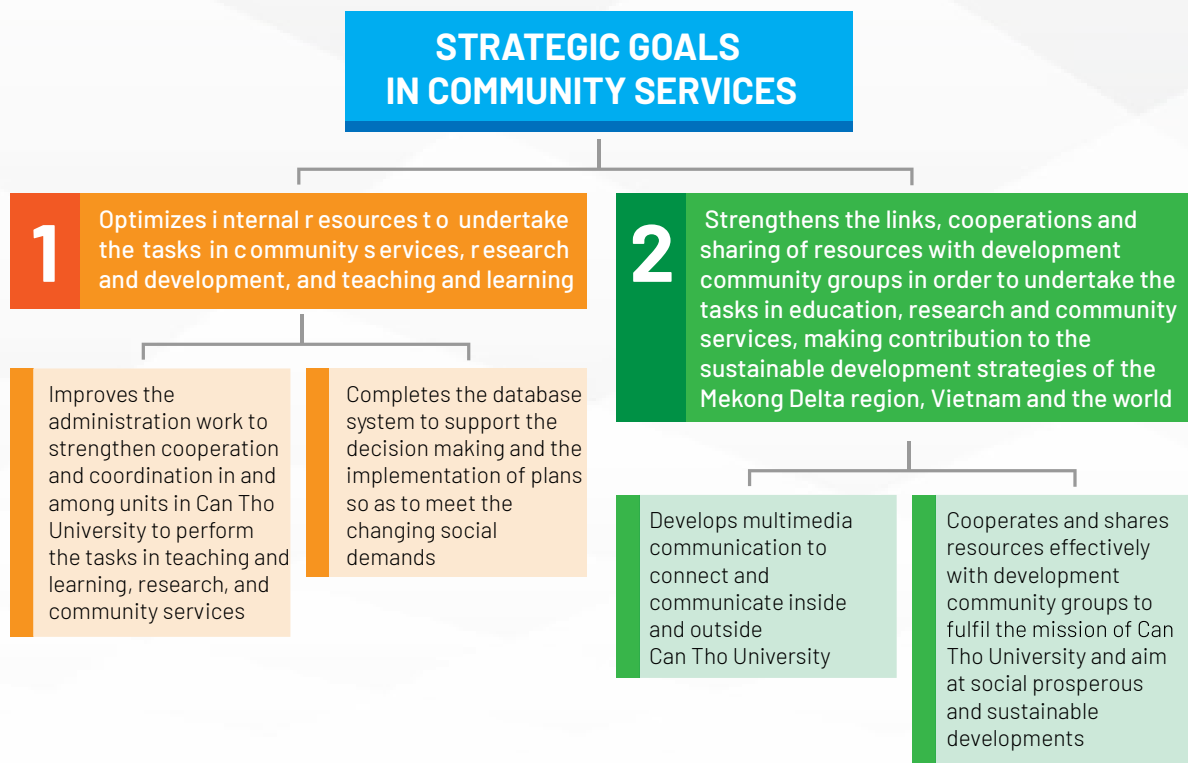 STRATEGIC GOALS
IN COMMUNITY SERVICES
1
Optimizes internal resources to undertake
the tasks in community services, research
and development, and teaching and learning
Improves the
administration work to
strengthen cooperation
and coordination in and
among units in Can Tho
University to perform
the tasks in teaching and
learning, research, and
community services
Completes the database
system to support the
decision making and the
implementation of plans
so as to meet the
changing social
demands
2
Strengthens the links, cooperations and
sharing of resources with development
community groups in order to undertake the
tasks in education, research and community
services, making contribution to the
sustainable development strategies of the
Mekong Delta region, Vietnam and the world
Develops multimedia
communication to
connect and
communicate inside
and outside
Can Tho University
Cooperates and shares
resources effectively
with development
community groups to
fulfil the mission of Can
Tho University and aim
at social prosperous
and sustainable
developments